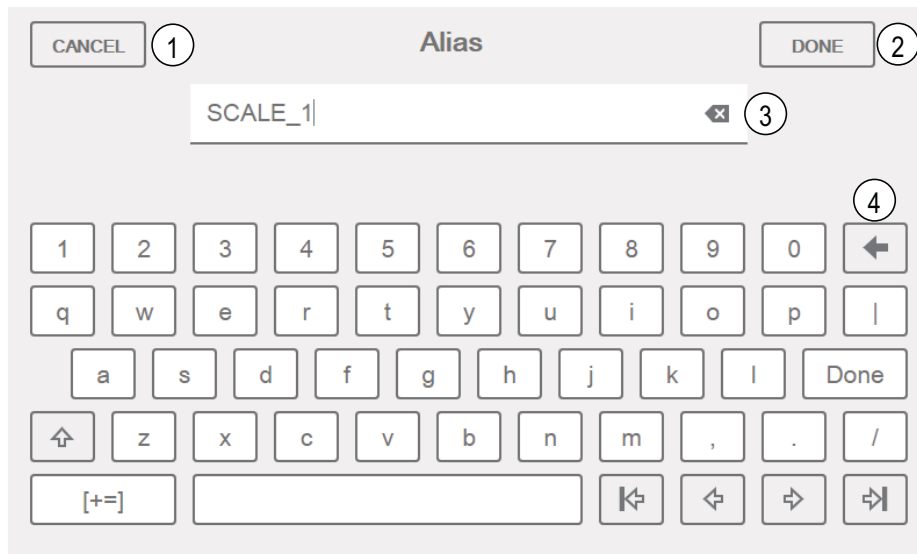 CANCEL 1 Alias DONE 2
SCALE_1 3
4
1 2 3 4 5 6 7 8 9 0
q w e r t y u i o p |
a s d f g h j k l Done
z x c v b n m , . /
[+=]